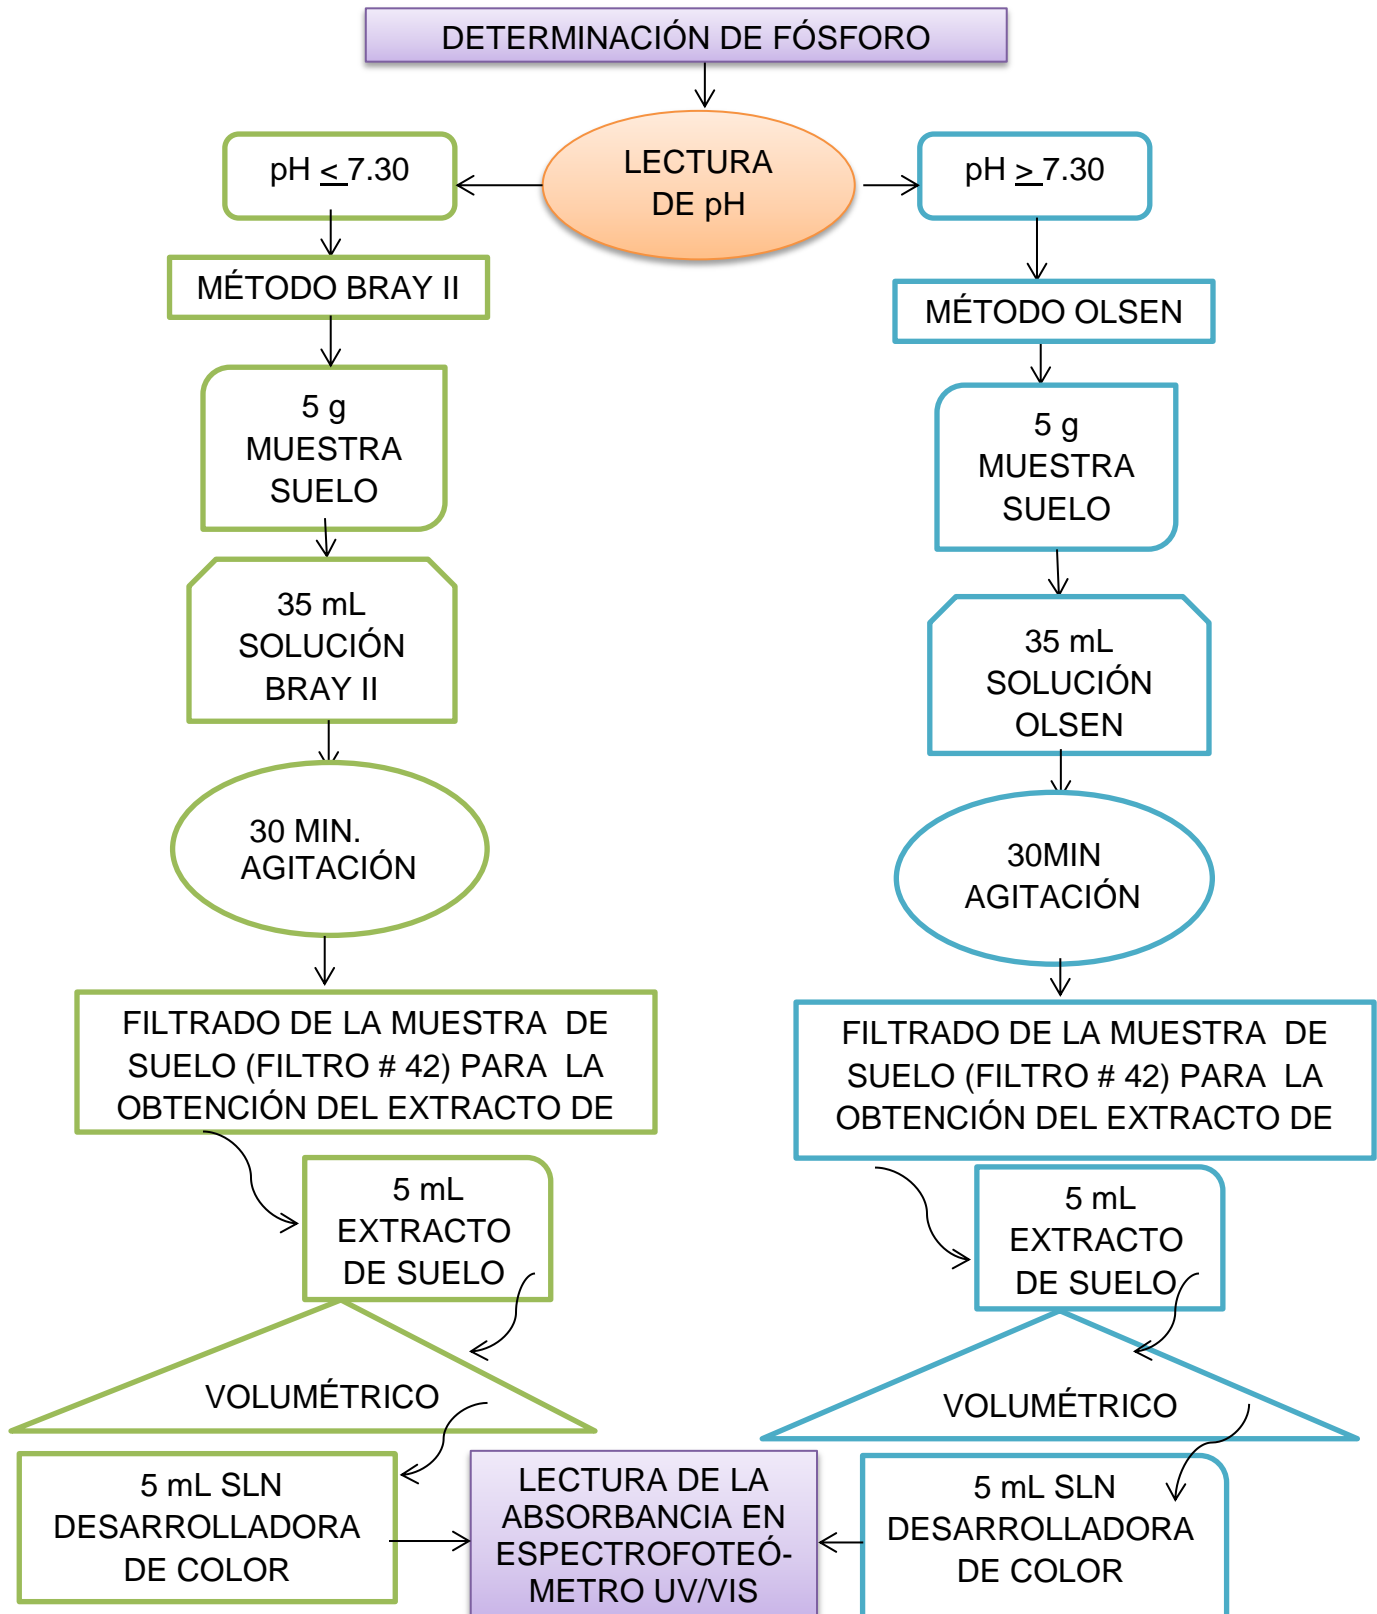 DETERMINACIÓN DE FÓSFORO
LECTURA
DE pH
pH < 7.30
MÉTODO BRAY II
5 g
MUESTRA
SUELO
35 mL
SOLUCIÓN
BRAY II
30 MIN.
AGITACIÓN
FILTRADO DE LA MUESTRA DE
SUELO (FILTRO # 42) PARA LA
OBTENCIÓN DEL EXTRACTO DE
5 mL
EXTRACTO
DE SUELO
VOLUMÉTRICO
5 mL SLN
DESARROLLADORA
DE COLOR
pH > 7.30
MÉTODO OLSEN
5 g
MUESTRA
SUELO
35 mL
SOLUCIÓN
OLSEN
30MIN
AGITACIÓN
FILTRADO DE LA MUESTRA DE
SUELO (FILTRO # 42) PARA LA
OBTENCIÓN DEL EXTRACTO DE
5 mL
EXTRACTO
DE SUELO
VOLUMÉTRICO
5 mL SLN
DESARROLLADORA
DE COLOR
LECTURA DE LA
ABSORBANCIA EN
ESPECTROFOTEÓ-
METRO UV/VIS